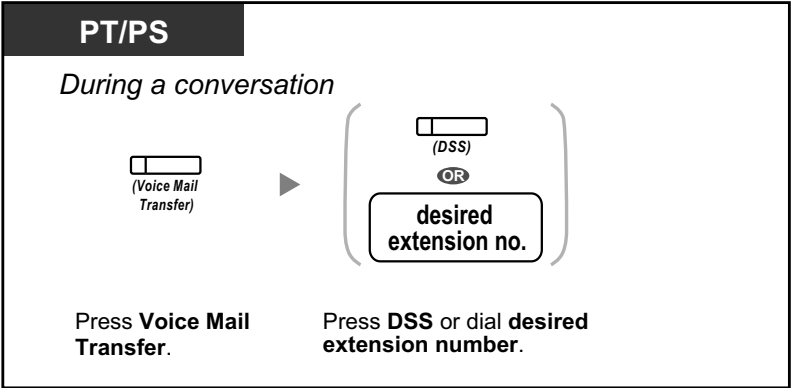 PT/PS
During a conversation
(Voice Mail
Transfer)
(DSS)
OR
desired
extension no.
Press Voice Mail
Transfer.
Press DSS or dial desired
extension number.